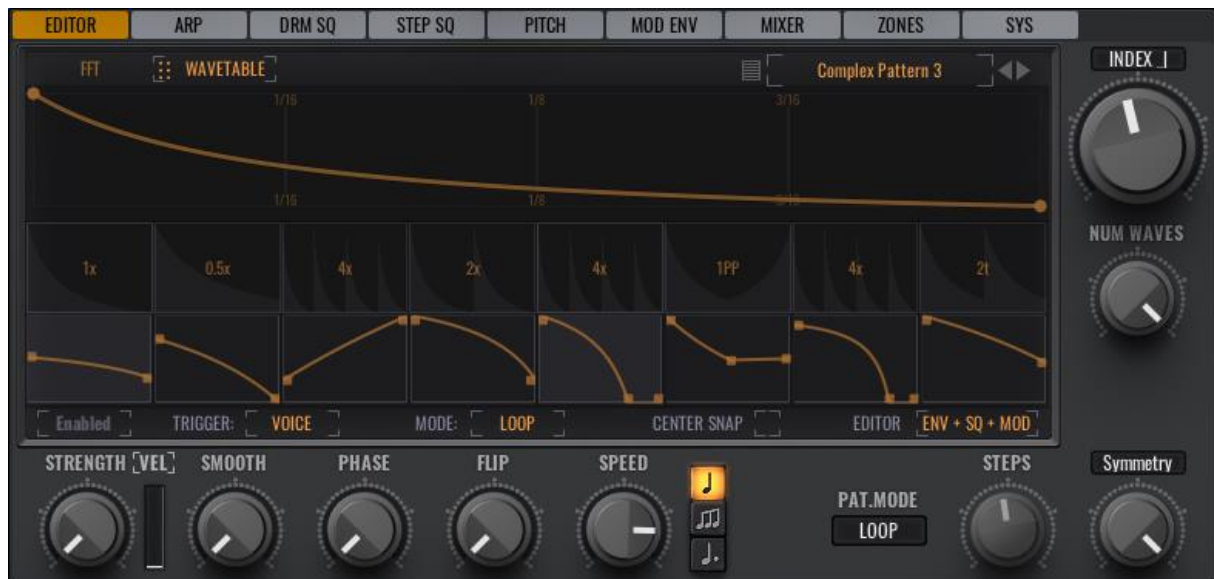 EDITOR ARP DRM SQ STEP SQ PITCH MOD ENV MIXER ZONES SYS
FFT WAVETABLE Complex Pattern 3
INDEX _|
1/16 1/8 3/16
1/16 1/8 3/16
NUM WAVES
1x 0.5x 4x 2x 4x 1PP 4x 2t
Enabled TRIGGER: VOICE MODE: LOOP CENTER SNAP EDITOR ENV + SQ + MOD
STRENGTH VEL SMOOTH PHASE FLIP SPEED STEPS Symmetry
PAT.MODE
LOOP